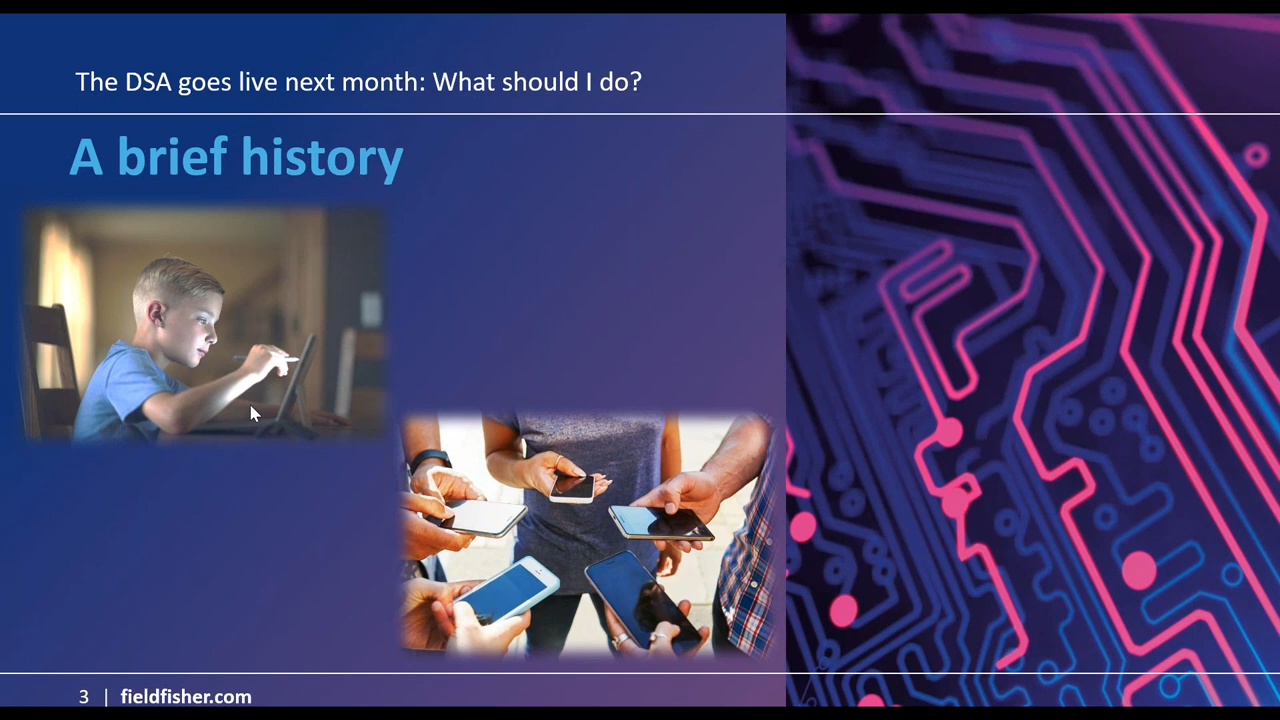 The DSA goes live next month: What should I do?
A brief history
3 | fieldfisher.com